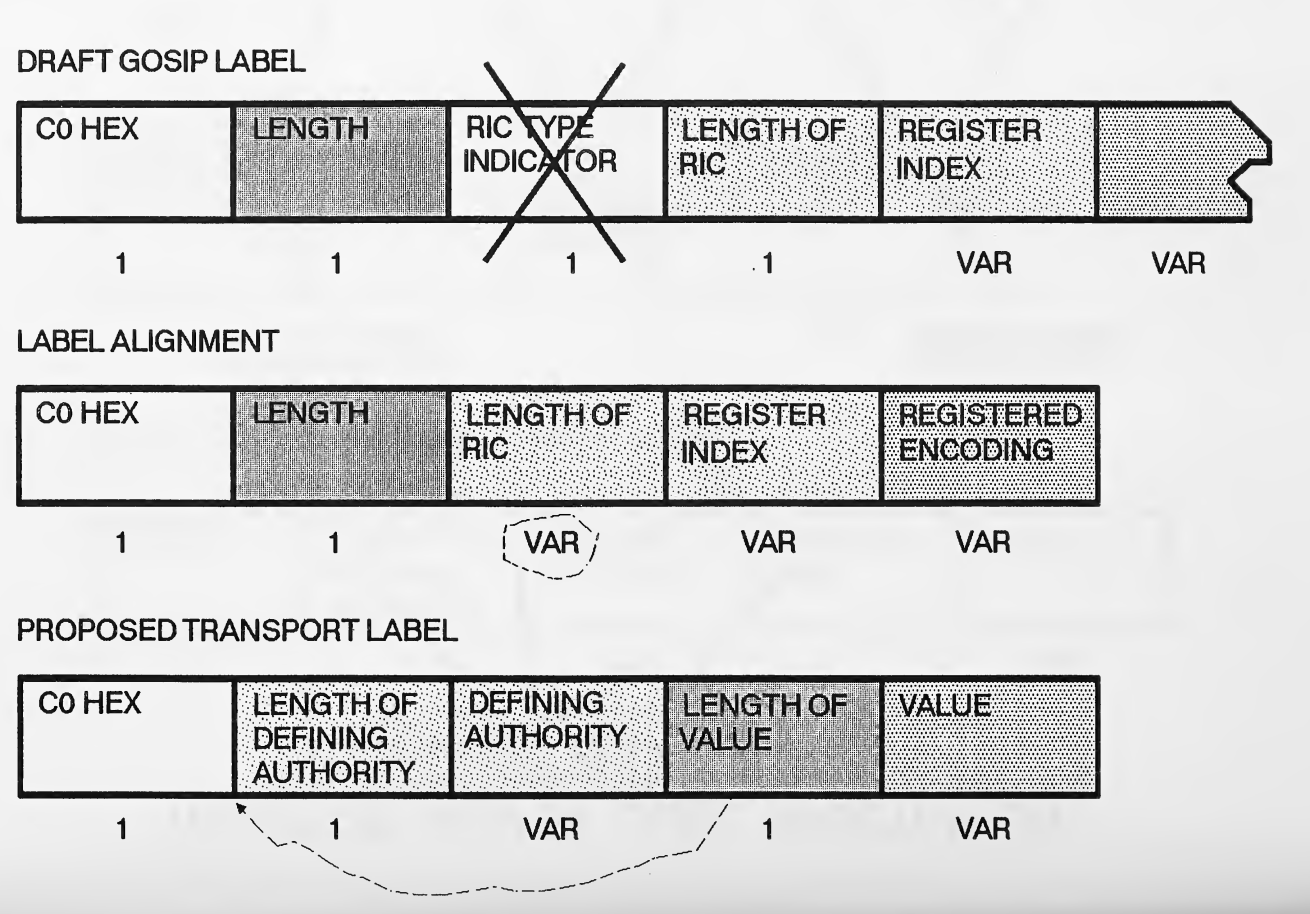 DRAFT GOSIP LABEL
C0 HEX
LENGTH
RIC TYPE
INDICATOR
LENGTH OF
RIC
REGISTER
INDEX
1
1
1
1
VAR
VAR
LABEL ALIGNMENT
C0 HEX
LENGTH
LENGTH OF
RIC
REGISTER
INDEX
REGISTERED
ENCODING
1
1
VAR
VAR
VAR
PROPOSED TRANSPORT LABEL
C0 HEX
LENGTH OF
DEFINING
AUTHORITY
DEFINING
AUTHORITY
LENGTH OF
VALUE
VALUE
1
1
VAR
1
VAR